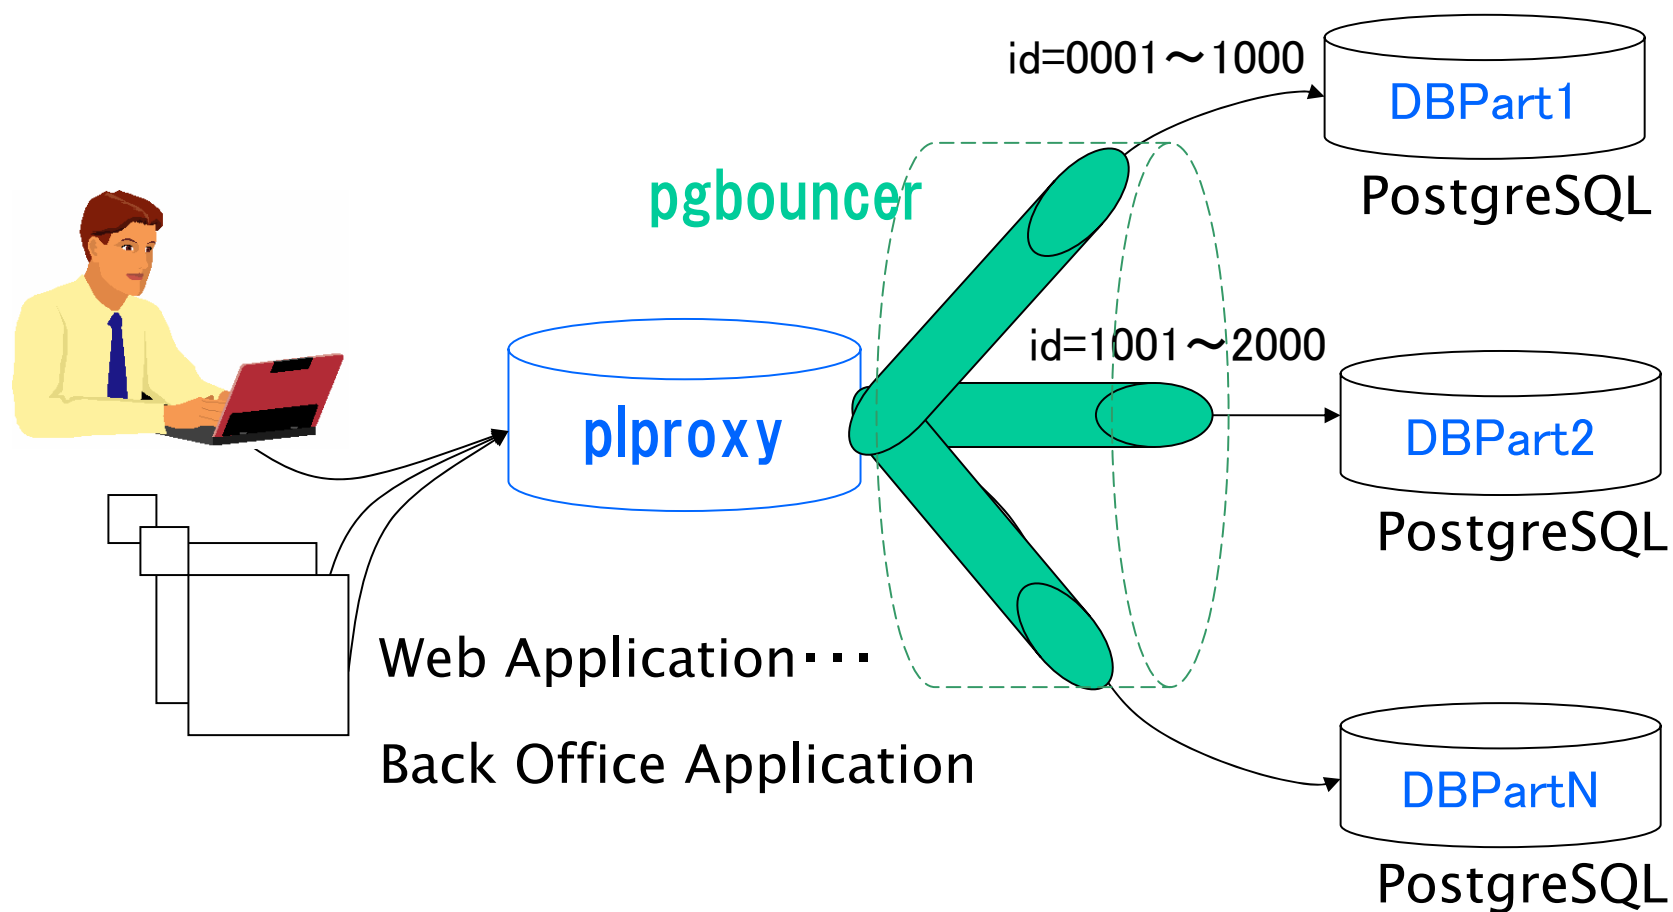 id=0001～1000
DBPart1
PostgreSQL
pgbouncer
id=1001～2000
plproxy
DBPart2
PostgreSQL
Web Application･･･
Back Office Application
DBPartN
PostgreSQL